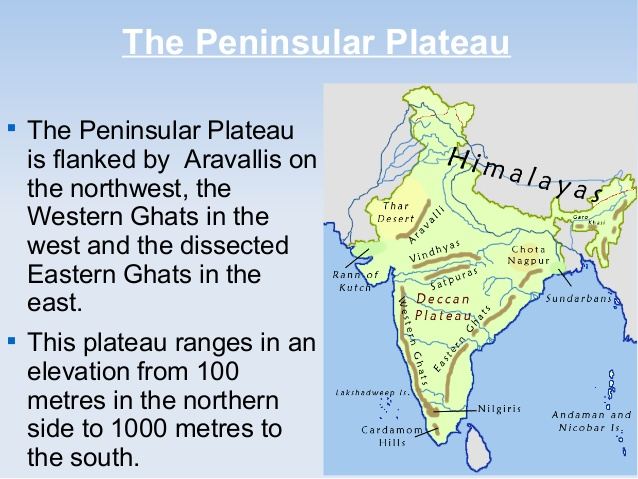 The Peninsular Plateau
The Peninsular Plateau
is flanked by Aravallis on
the northwest, the
Western Ghats in the
west and the dissected
Eastern Ghats in the
east.
This plateau ranges in an
elevation from 100
metres in the northern
side to 1000 metres to
the south.
Himalayas
Thar
Desert
Aravalli
Garo
Khasi
Vindhyas
Chota
Nagpur
Rann of
Kutch
Satpuras
Sundarbans
Deccan
Plateau
Western Ghats
Eastern Ghats
Lakshadweep Is.
Nilgiris
Andaman and
Nicobar Is.
Cardamom
Hills